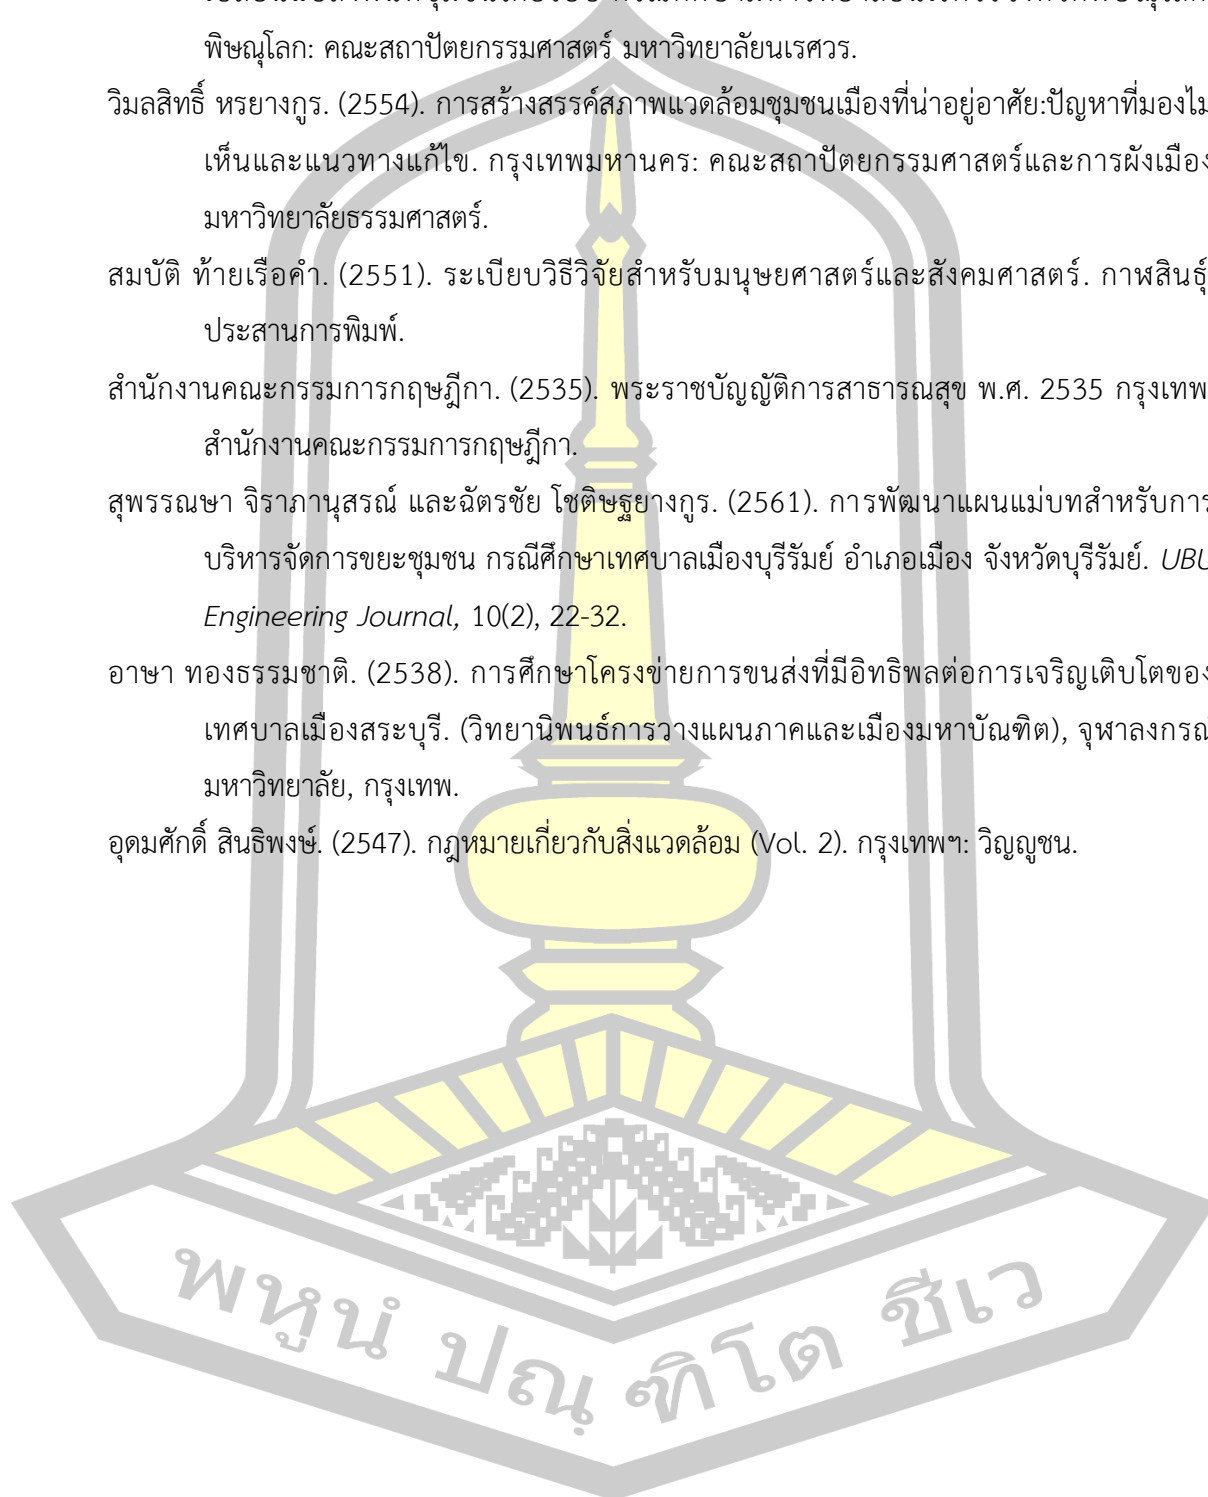 พิษณุโลก: คณะสถาปัตยกรรมศาสตร์ มหาวิทยาลัยนเรศวร.
วิมลสิทธิ์ หรยางกูร. (2554). การสร้างสรรค์สภาพแวดล้อมชุมชนเมืองที่น่าอยู่อาศัย:ปัญหาที่มองไม
เห็นและแนวทางแก้ไข. กรุงเทพมหานคร: คณะสถาปัตยกรรมศาสตร์และการผังเมือง
มหาวิทยาลัยธรรมศาสตร์.
สมบัติ ท้ายเรือคำ. (2551). ระเบียบวิธีวิจัยสำหรับมนุษยศาสตร์และสังคมศาสตร์. กาฬสินธุ์
ประสานการพิมพ์.
สำนักงานคณะกรรมการกฤษฎีกา. (2535). พระราชบัญญัติการสาธารณสุข พ.ศ. 2535 กรุงเทพ
สำนักงานคณะกรรมการกฤษฎีกา.
สุพรรณษา จิราภานุสรณ์ และฉัตรชัย โชติษฐยางกูร. (2561). การพัฒนาแผนแม่บทสำหรับการ
บริหารจัดการขยะชุมชน กรณีศึกษาเทศบาลเมืองบุรีรัมย์ อำเภอเมือง จังหวัดบุรีรัมย์. UBU
Engineering Journal, 10(2), 22-32.
อาษา ทองธรรมชาติ. (2538). การศึกษาโครงข่ายการขนส่งที่มีอิทธิพลต่อการเจริญเติบโตของ
เทศบาลเมืองสระบุรี. (วิทยานิพนธ์การวางแผนภาคและเมืองมหาบัณฑิต), จุฬาลงกรณ์
มหาวิทยาลัย, กรุงเทพ.
อุดมศักดิ์ สินธิพงษ์. (2547). กฎหมายเกี่ยวกับสิ่งแวดล้อม (Vol. 2). กรุงเทพฯ: วิญญูชน.
พหูนํ ปณฺฑิโต ชีเว